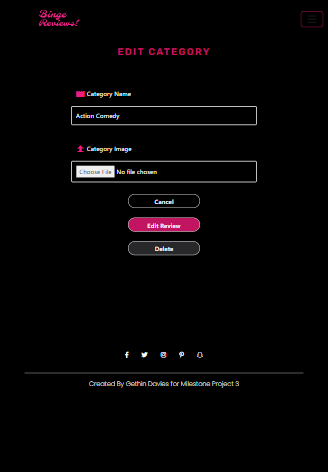 Binge
Reviews!
EDIT CATEGORY
Category Name
Action Comedy
Category Image
Choose File No file chosen
Cancel
Edit Review
Delete
Created By Gethin Davies for Milestone Project 3